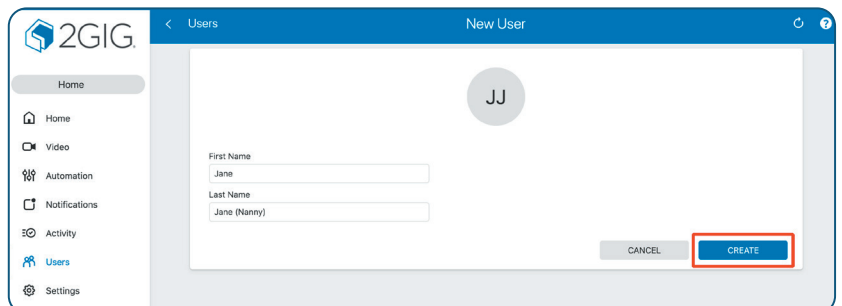 2GIG
Users
New User
?
Home
Home
Video
Automation
Notifications
Activity
Users
Settings
JJ
First Name
Jane
Last Name
Jane (Nanny)
CANCEL
CREATE